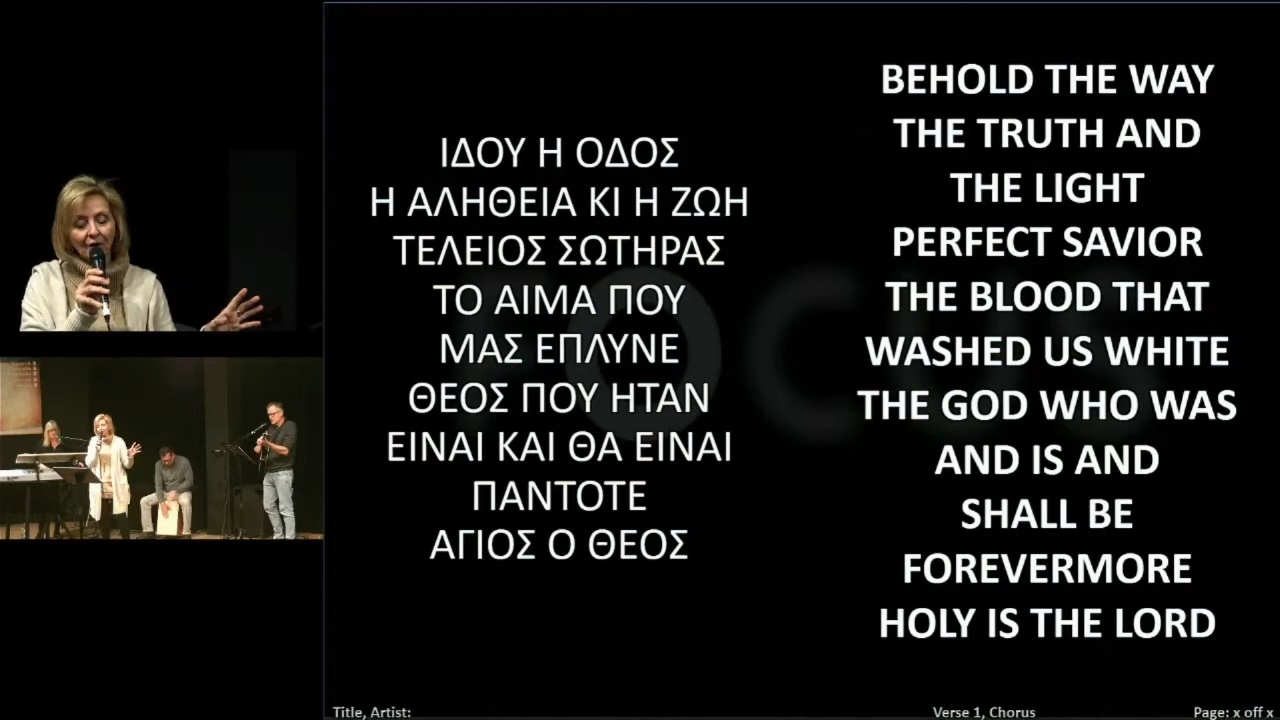 ΙΔΟΥ Η ΟΔΟΣ
Η ΑΛΗΘΕΙΑ ΚΙ Η ΖΩΗ
ΤΕΛΕΙΟΣ ΣΩΤΗΡΑΣ
ΤΟ ΑΙΜΑ ΠΟΥ
ΜΑΣ ΕΠΛΥΝΕ
ΘΕΟΣ ΠΟΥ ΗΤΑΝ
ΕΙΝΑΙ ΚΑΙ ΘΑ ΕΙΝΑΙ
ΠΑΝΤΟΤΕ
ΑΓΙΟΣ Ο ΘΕΟΣ
BEHOLD THE WAY
THE TRUTH AND
THE LIGHT
PERFECT SAVIOR
THE BLOOD THAT
WASHED US WHITE
THE GOD WHO WAS
AND IS AND
SHALL BE
FOREVERMORE
HOLY IS THE LORD
Title, Artist:
Verse 1, Chorus
Page: x off x